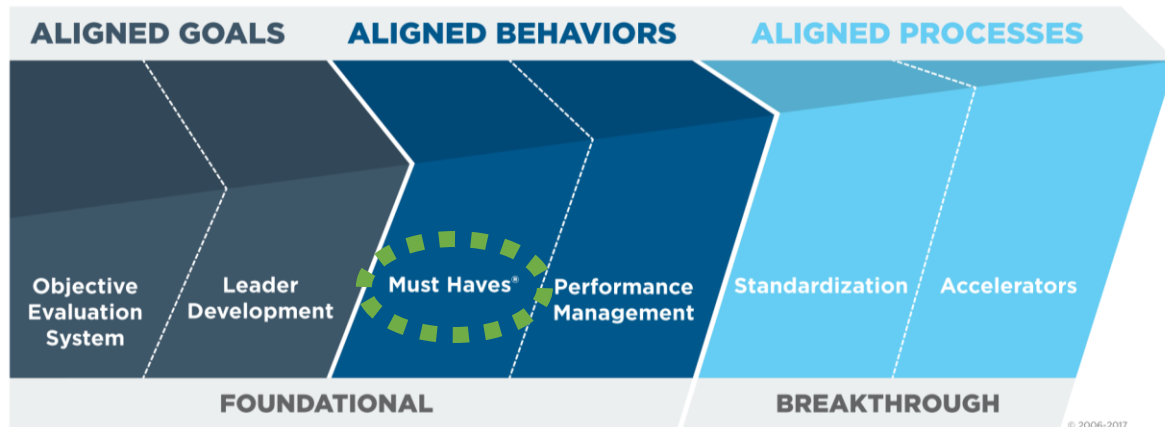 ALIGNED GOALS
ALIGNED BEHAVIORS
ALIGNED PROCESSES
Objective
Evaluation
System
Leader
Development
Must Haves®
Performance
Management
Standardization
Accelerators
FOUNDATIONAL
BREAKTHROUGH
© 2006-2017